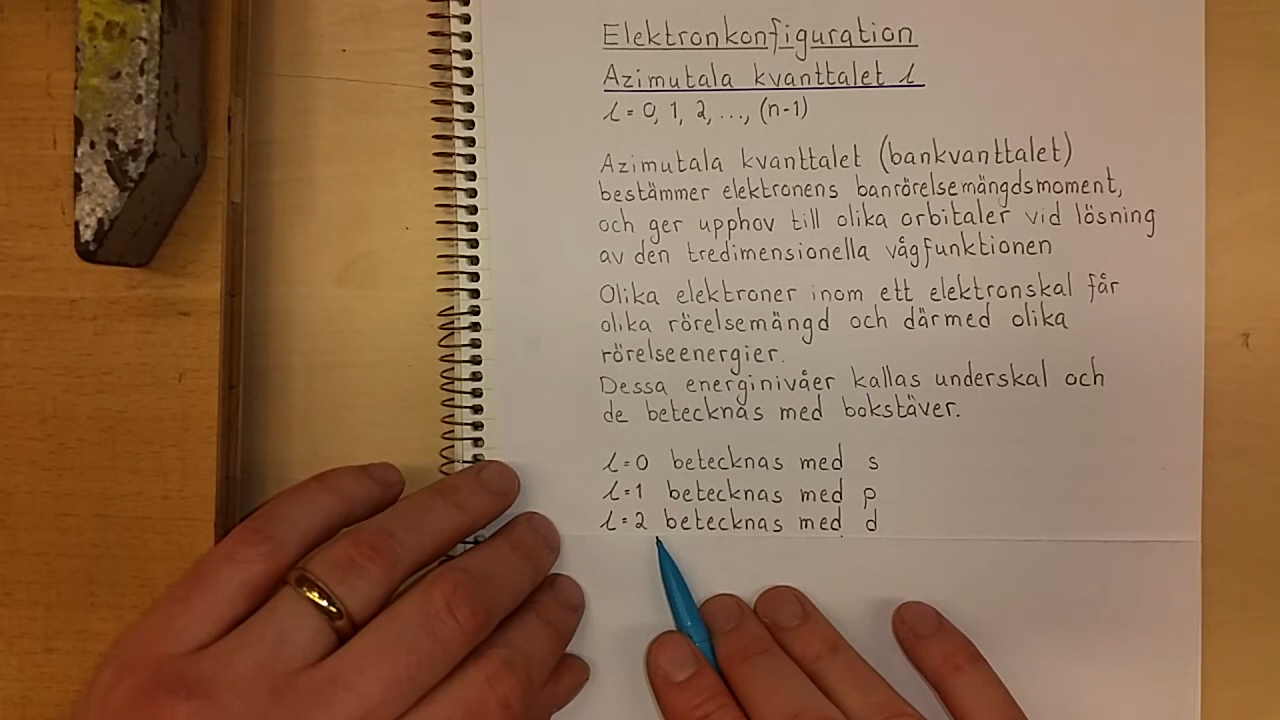 Elektronkonfiguration
Azimutala kvanttalet l
l = 0, 1, 2, ..., (n-1)
Azimutala kvanttalet (bankvanttalet)
bestämmer elektronens banrörelsemängdsmoment,
och ger upphov till olika orbitaler vid lösning
av den tredimensionella vågfunktionen
Olika elektroner inom ett elektronskal får
olika rörelsemängd och därmed olika
rörelseenergier.
Dessa energinivåer kallas underskal och
de betecknas med bokstäver.
l=0 betecknas med s
l=1 betecknas med p
l=2 betecknas med d